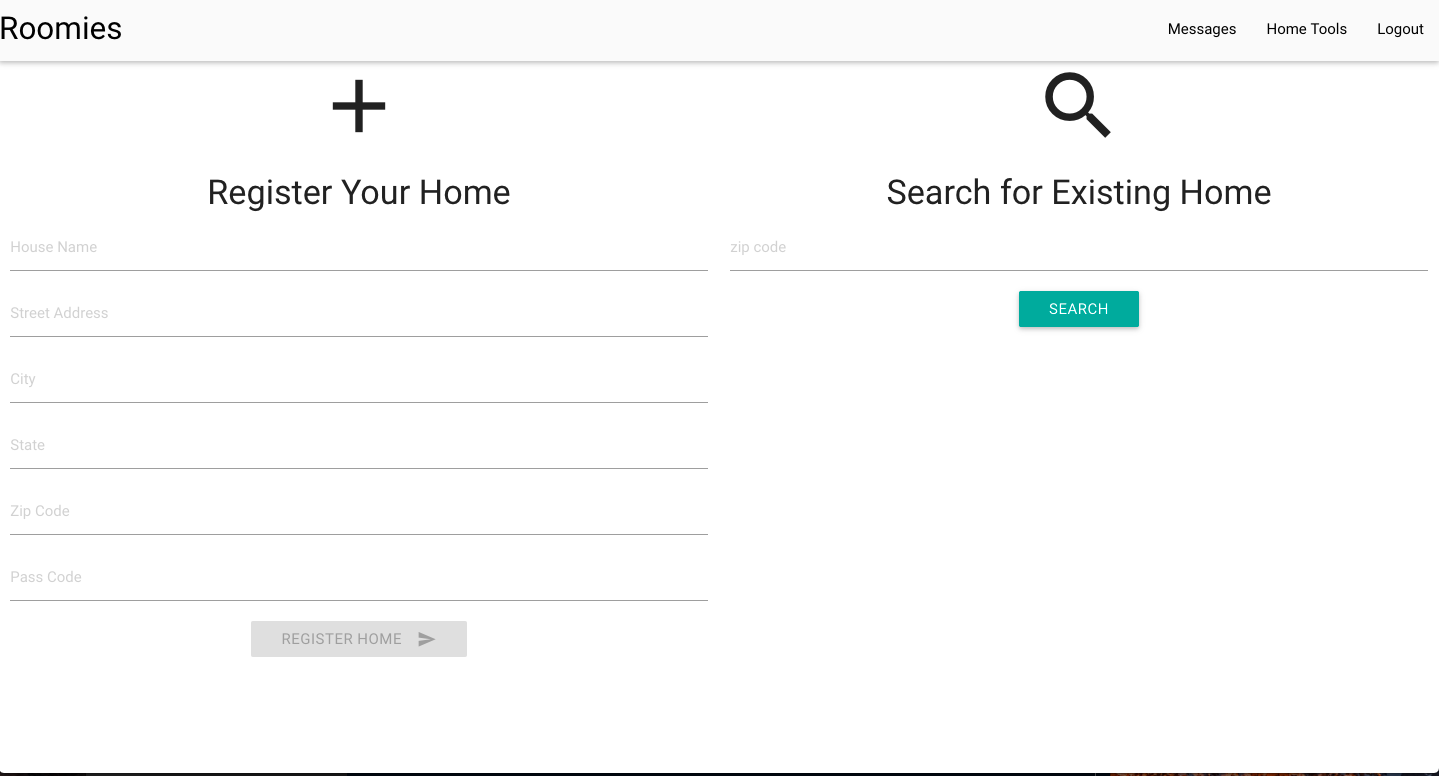 Roomies
Messages
Home Tools
Logout
Register Your Home
House Name
Street Address
City
State
Zip Code
Pass Code
REGISTER HOME
Search for Existing Home
zip code
SEARCH